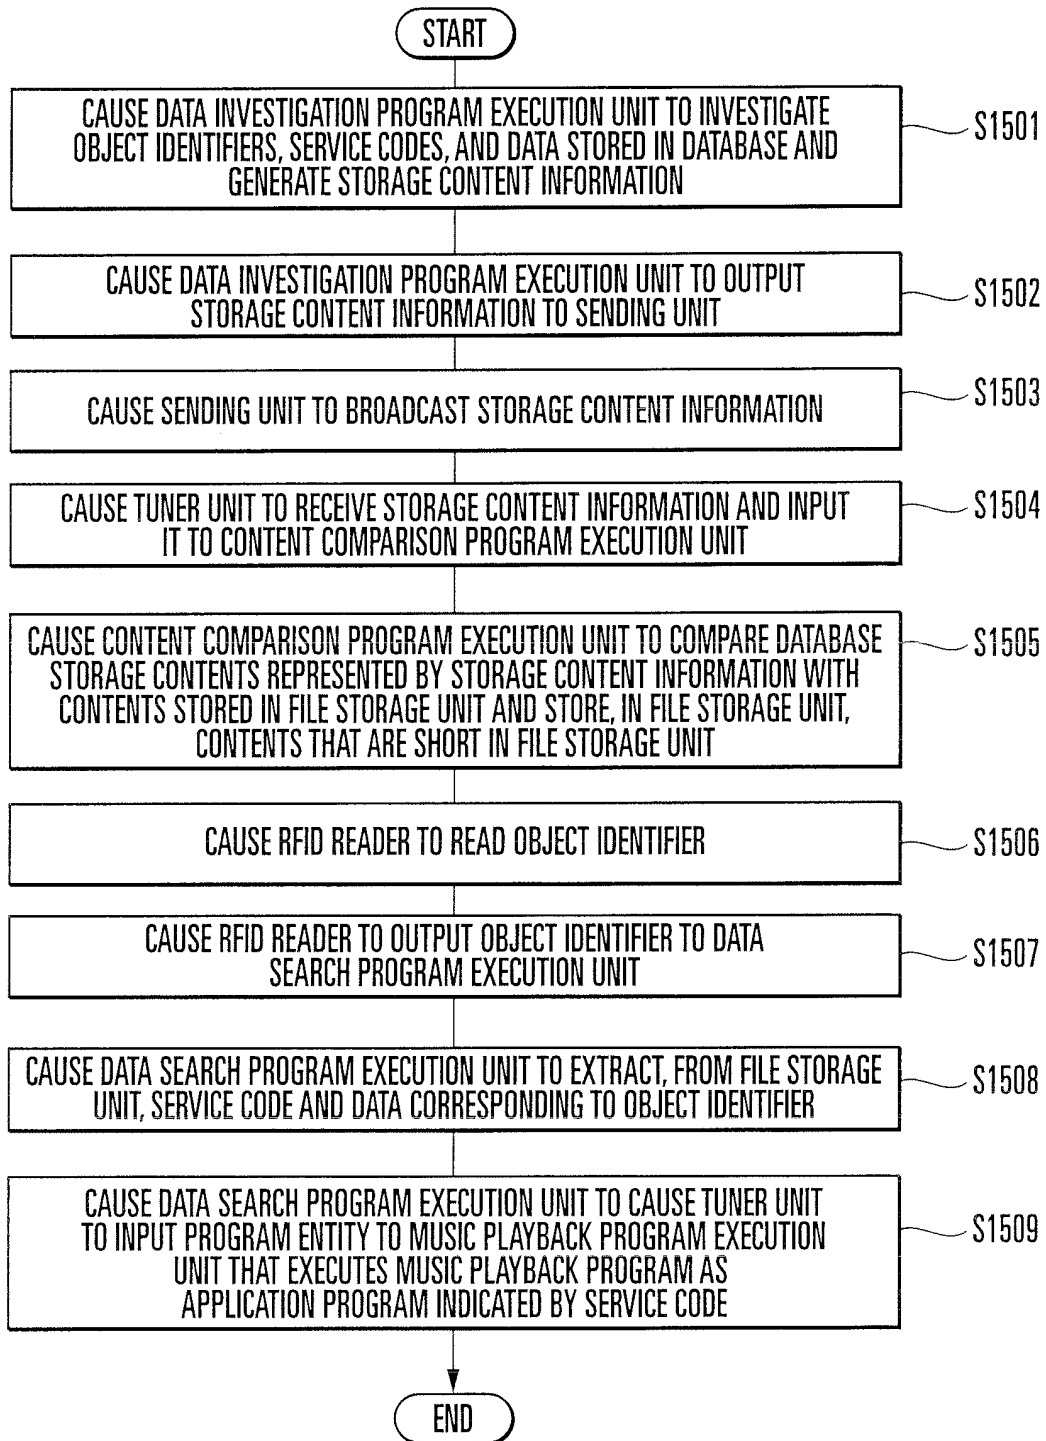 START
CAUSE DATA INVESTIGATION PROGRAM EXECUTION UNIT TO INVESTIGATE
OBJECT IDENTIFIERS, SERVICE CODES, AND DATA STORED IN DATABASE AND
GENERATE STORAGE CONTENT INFORMATION
S1501
CAUSE DATA INVESTIGATION PROGRAM EXECUTION UNIT TO OUTPUT
STORAGE CONTENT INFORMATION TO SENDING UNIT
S1502
CAUSE SENDING UNIT TO BROADCAST STORAGE CONTENT INFORMATION
S1503
CAUSE TUNER UNIT TO RECEIVE STORAGE CONTENT INFORMATION AND INPUT
IT TO CONTENT COMPARISON PROGRAM EXECUTION UNIT
S1504
CAUSE CONTENT COMPARISON PROGRAM EXECUTION UNIT TO COMPARE DATABASE
STORAGE CONTENTS REPRESENTED BY STORAGE CONTENT INFORMATION WITH
CONTENTS STORED IN FILE STORAGE UNIT AND STORE, IN FILE STORAGE UNIT,
CONTENTS THAT ARE SHORT IN FILE STORAGE UNIT
S1505
CAUSE RFID READER TO READ OBJECT IDENTIFIER
S1506
CAUSE RFID READER TO OUTPUT OBJECT IDENTIFIER TO DATA
SEARCH PROGRAM EXECUTION UNIT
S1507
CAUSE DATA SEARCH PROGRAM EXECUTION UNIT TO EXTRACT, FROM FILE STORAGE
UNIT, SERVICE CODE AND DATA CORRESPONDING TO OBJECT IDENTIFIER
S1508
CAUSE DATA SEARCH PROGRAM EXECUTION UNIT TO CAUSE TUNER UNIT
TO INPUT PROGRAM ENTITY TO MUSIC PLAYBACK PROGRAM EXECUTION
UNIT THAT EXECUTES MUSIC PLAYBACK PROGRAM AS
APPLICATION PROGRAM INDICATED BY SERVICE CODE
S1509
END